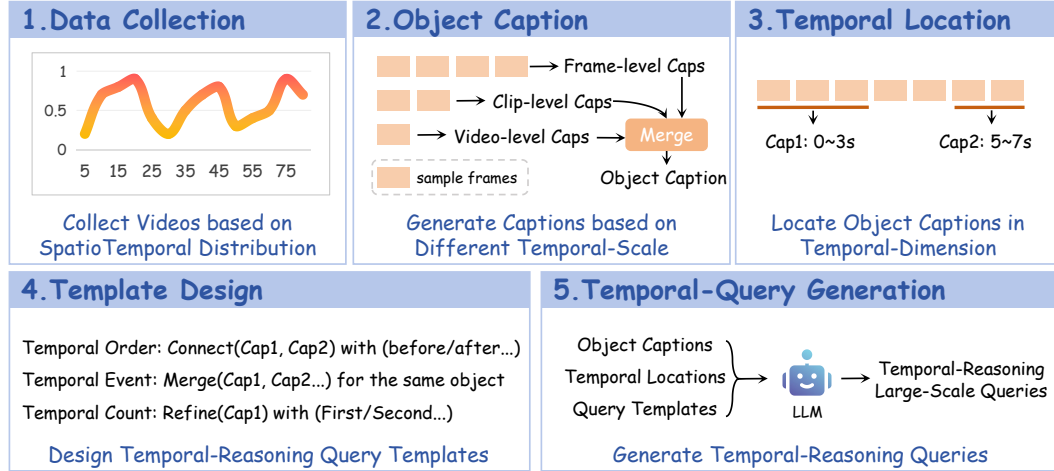 1.Data Collection
1
0.5
0
5 15 25 35 45 55 75
Collect Videos based on
SpatioTemporal Distribution
2.Object Caption
Frame-level Caps
Clip-level Caps
Video-level Caps
Merge
sample frames
Object Caption
Generate Captions based on
Different Temporal-Scale
3.Temporal Location
Cap1: 0~3s
Cap2: 5~7s
Locate Object Captions in
Temporal-Dimension
4.Template Design
Temporal Order: Connect(Cap1, Cap2) with (before/after...)
Temporal Event: Merge(Cap1, Cap2...) for the same object
Temporal Count: Refine(Cap1) with (First/Second...)
Design Temporal-Reasoning Query Templates
5.Temporal-Query Generation
Object Captions
Temporal Locations
Query Templates
LLM
Temporal-Reasoning
Large-Scale Queries
Generate Temporal-Reasoning Queries